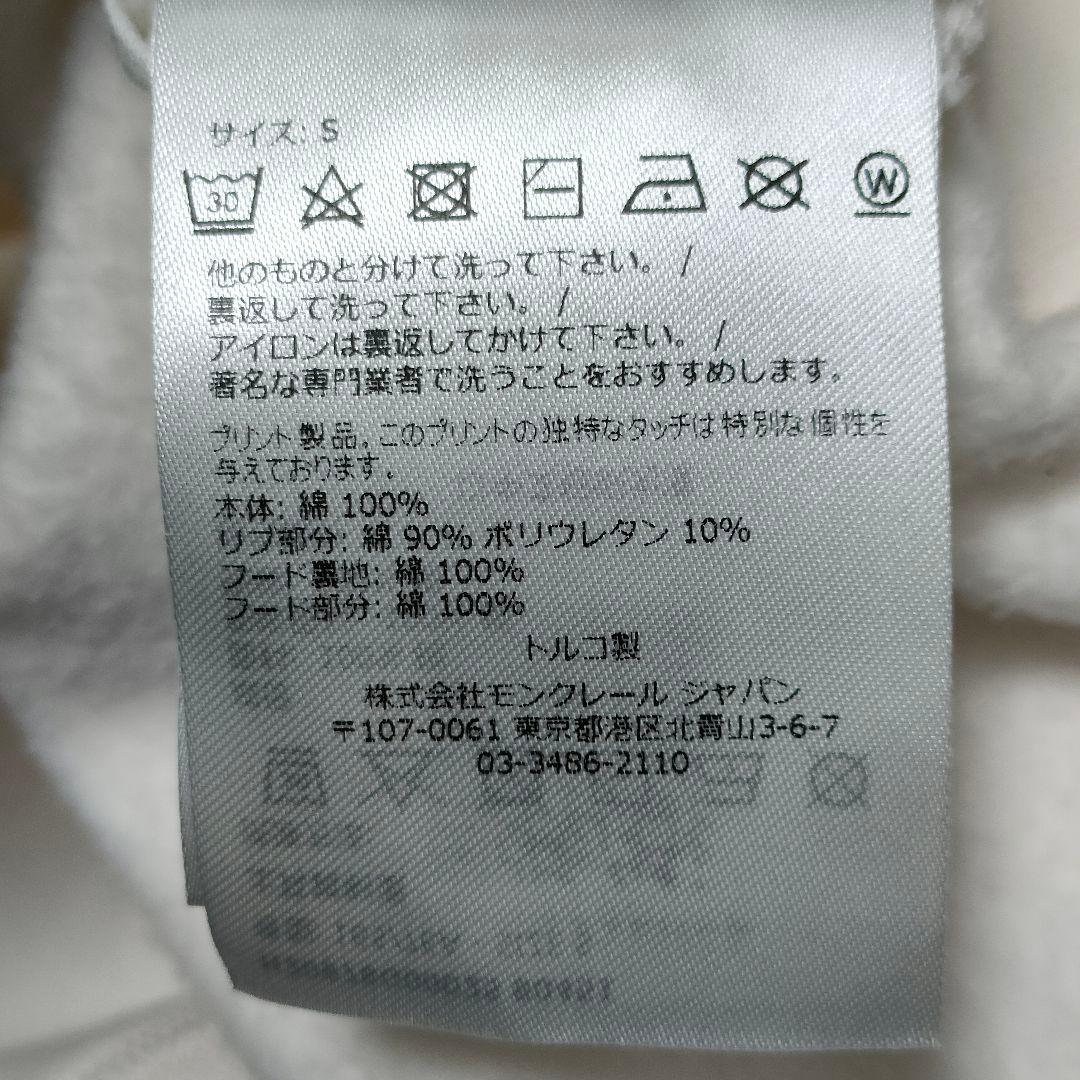 サイズ: S
30
W
他のものと分けて洗って下さい。 /
裏返して洗って下さい。 /
アイロンは裏返してかけて下さい。 /
著名な専門業者で洗うことをおすすめします。
プリント製品。このプリントの独特なタッチは特別な個性を
与えております。
本体: 綿 100%
リブ部分: 綿 90% ポリウレタン 10%
フード裏地: 綿 100%
フード部分: 綿 100%
トルコ製
株式会社モンクレール ジャパン
〒107-0061 東京都港区北青山3-6-7
03-3486-2110